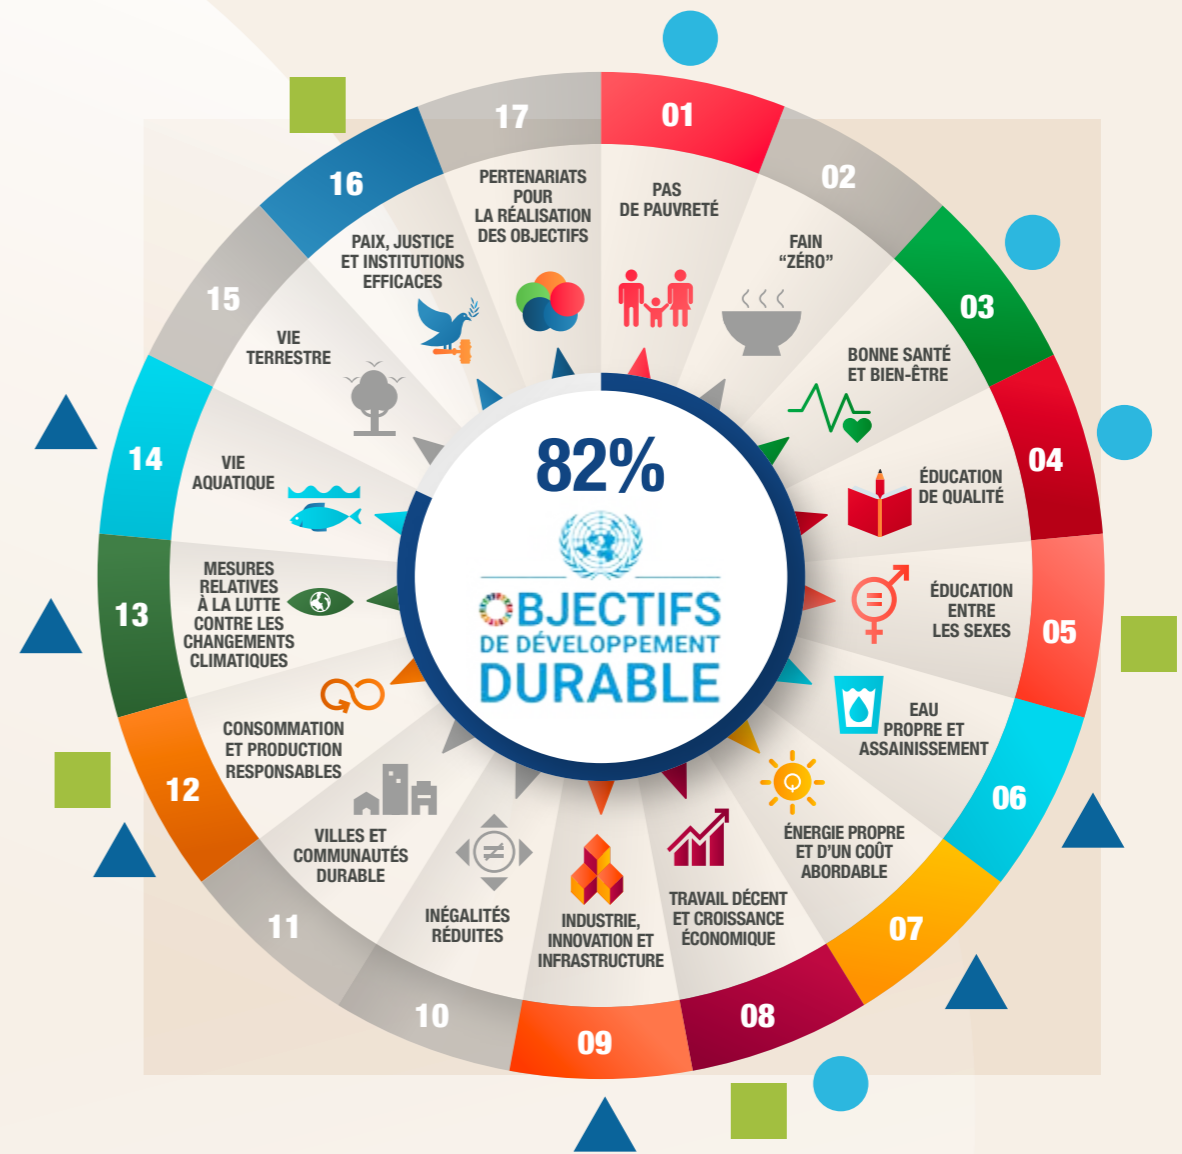 01
PAS
DE PAUVRETÉ
02
FAIN
“ZÉRO”
03
BONNE SANTÉ
ET BIEN-ÊTRE
04
ÉDUCATION
DE QUALITÉ
05
ÉDUCATION
ENTRE
LES SEXES
06
EAU
PROPRE ET
ASSAINISSEMENT
07
ÉNERGIE PROPRE
ET D’UN COÛT
ABORDABLE
08
TRAVAIL DÉCENT
ET CROISSANCE
ÉCONOMIQUE
09
INDUSTRIE,
INNOVATION ET
INFRASTRUCTURE
10
INÉGALITÉS
RÉDUITES
11
VILLES ET
COMMUNAUTÉS
DURABLE
12
CONSOMMATION
ET PRODUCTION
RESPONSABLES
13
MESURES
RELATIVES
À LA LUTTE
CONTRE LES
CHANGEMENTS
CLIMATIQUES
14
VIE
AQUATIQUE
15
VIE
TERRESTRE
16
PAIX, JUSTICE
ET INSTITUTIONS
EFFICACES
17
PERTENARIATS
POUR
LA RÉALISATION
DES OBJECTIFS
82%
OBJECTIFS
DE DÉVELOPPEMENT
DURABLE